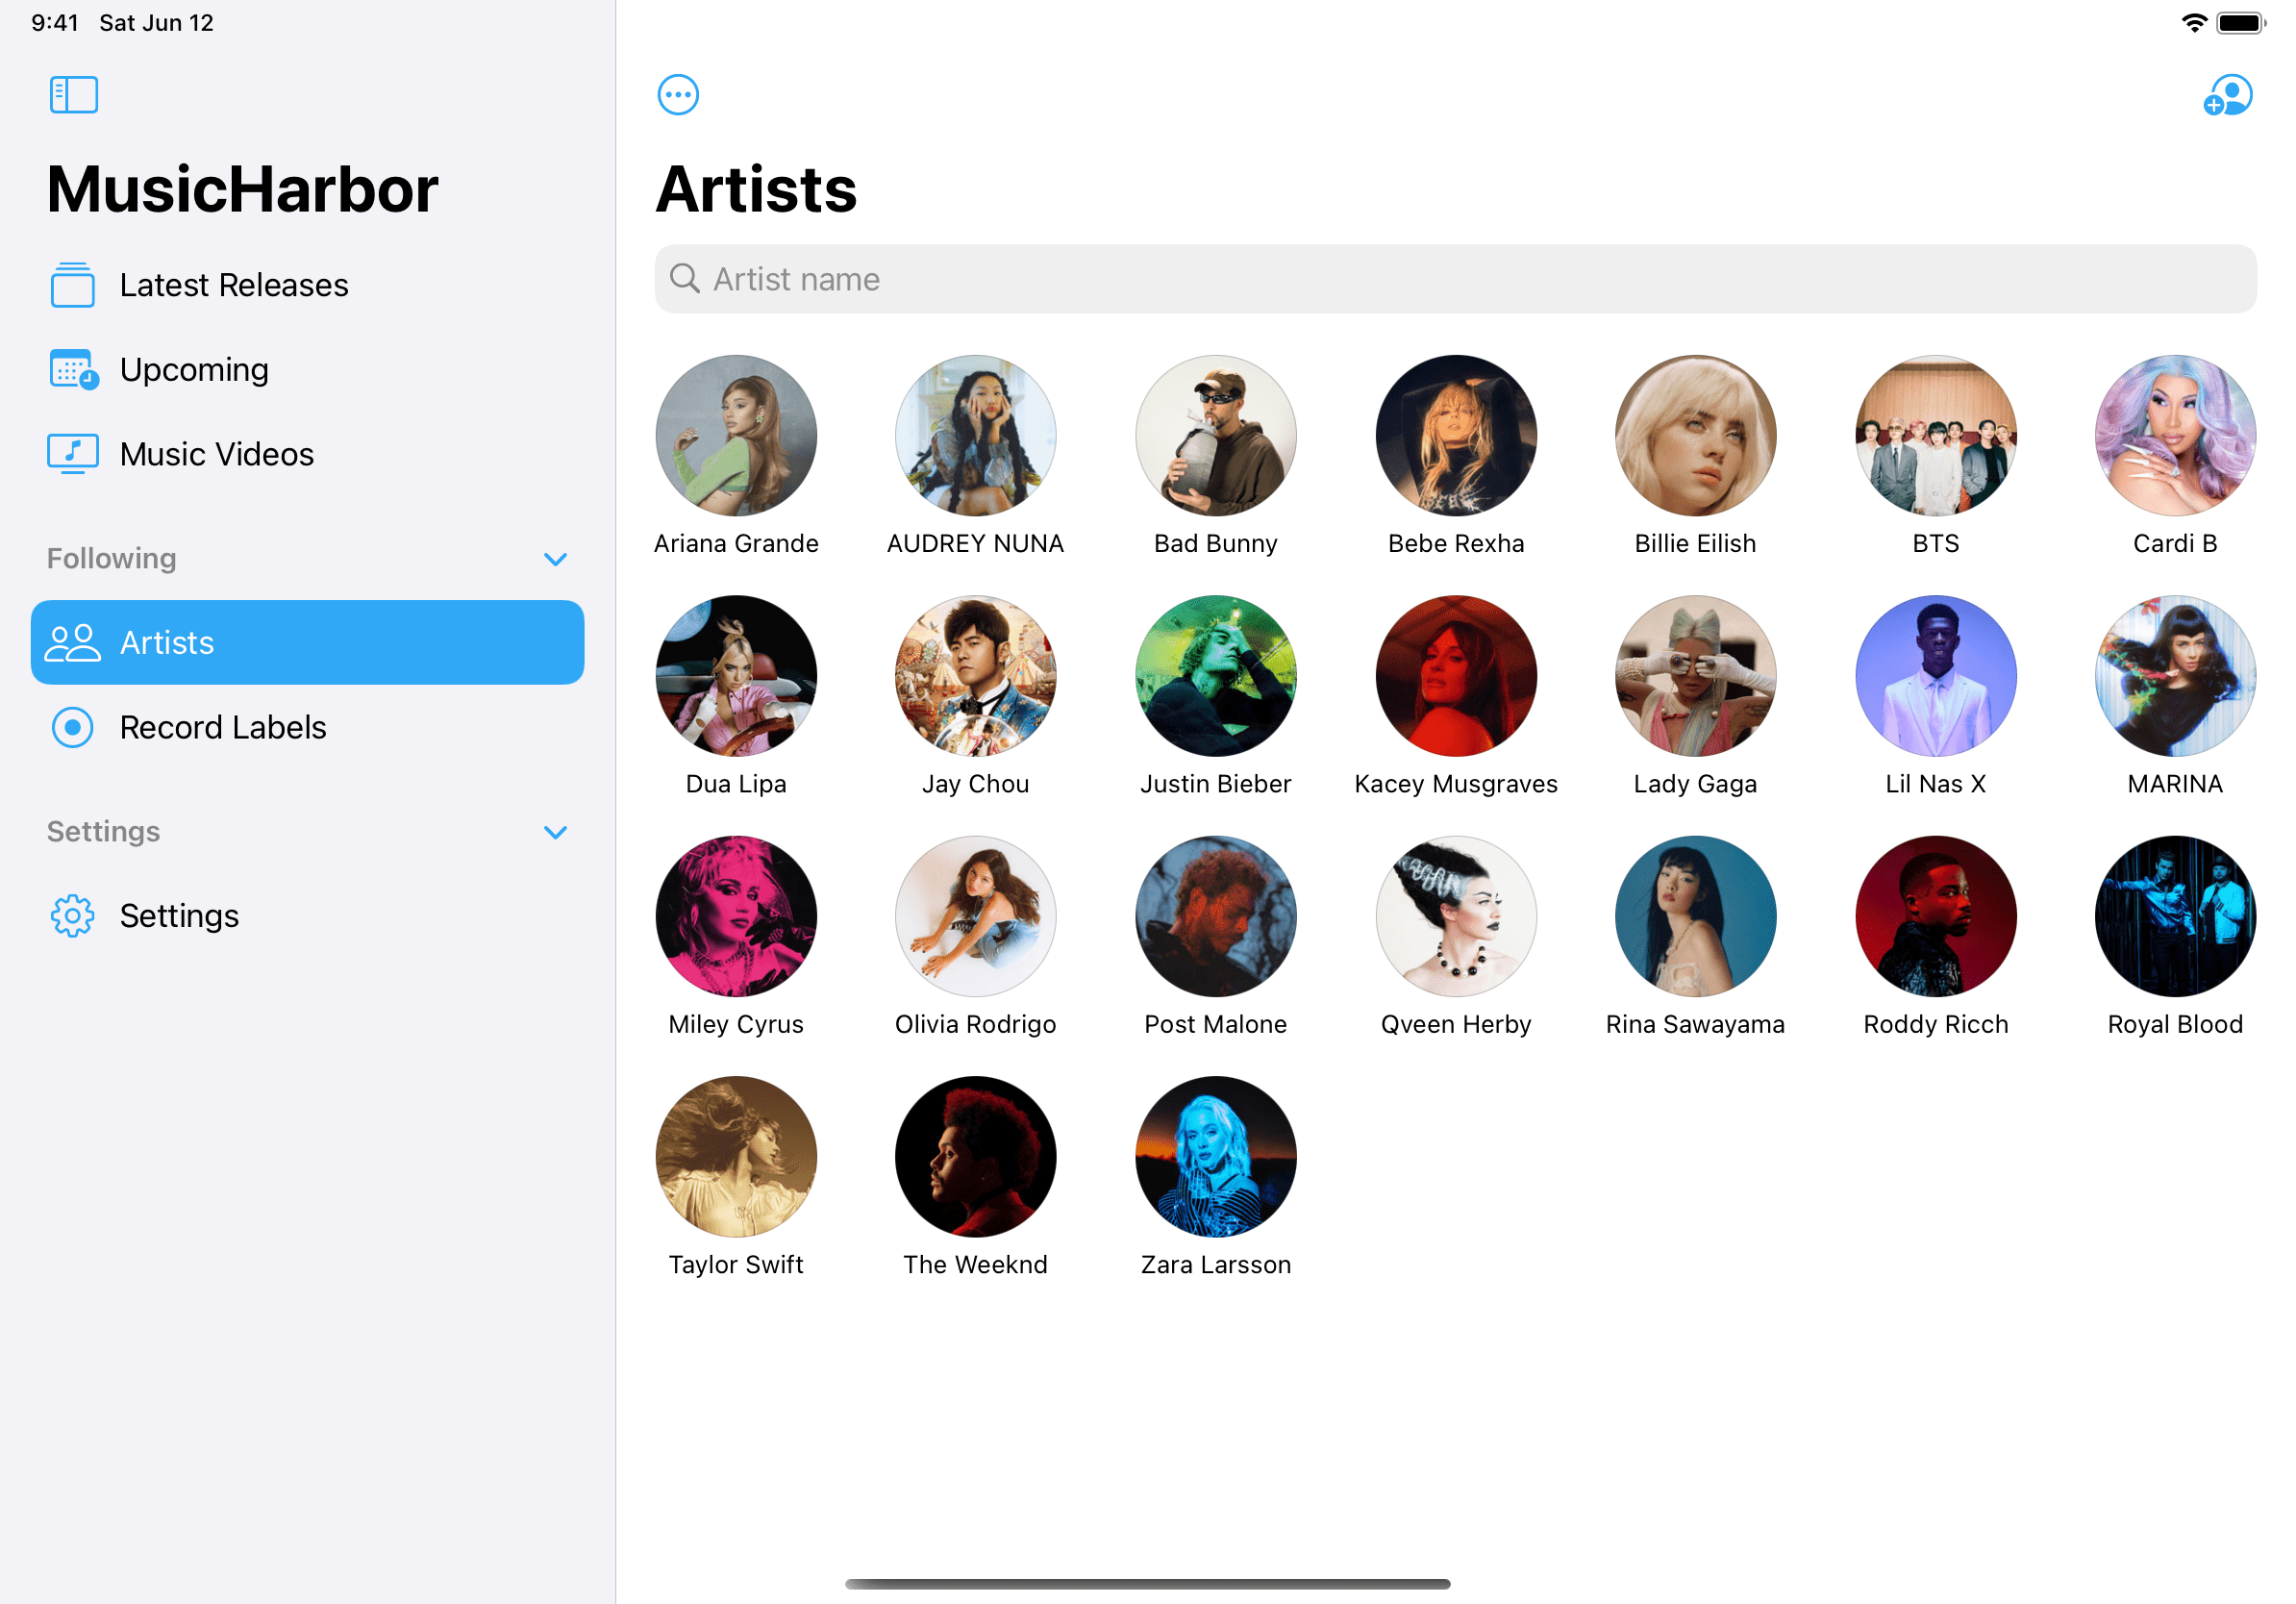 9:41 Sat Jun 12
MusicHarbor
Latest Releases
Upcoming
Music Videos
Following
Artists
Record Labels
Settings
Settings
Artists
Artist name
Ariana Grande AUDREY NUNA Bad Bunny Bebe Rexha Billie Eilish BTS Cardi B
Dua Lipa Jay Chou Justin Bieber Kacey Musgraves Lady Gaga Lil Nas X MARINA
Miley Cyrus Olivia Rodrigo Post Malone Qveen Herby Rina Sawayama Roddy Ricch Royal Blood
Taylor Swift The Weeknd Zara Larsson